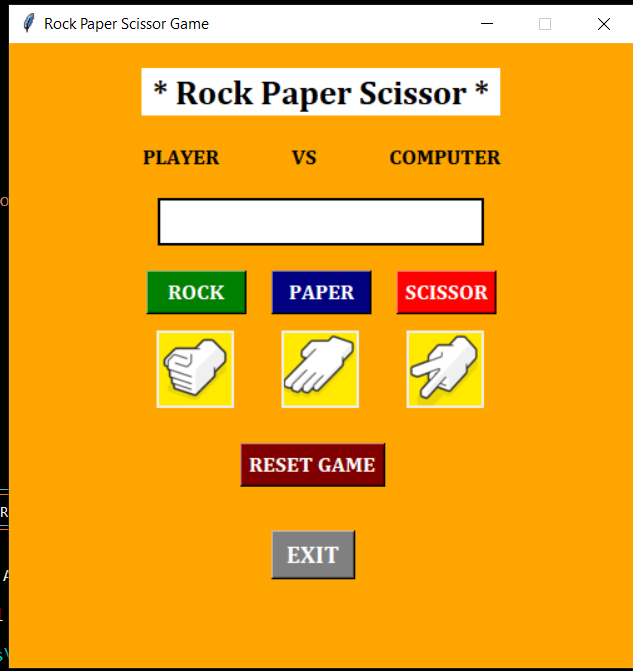 Rock Paper Scissor Game
* Rock Paper Scissor *
PLAYER VS COMPUTER
ROCK PAPER SCISSOR
RESET GAME
EXIT